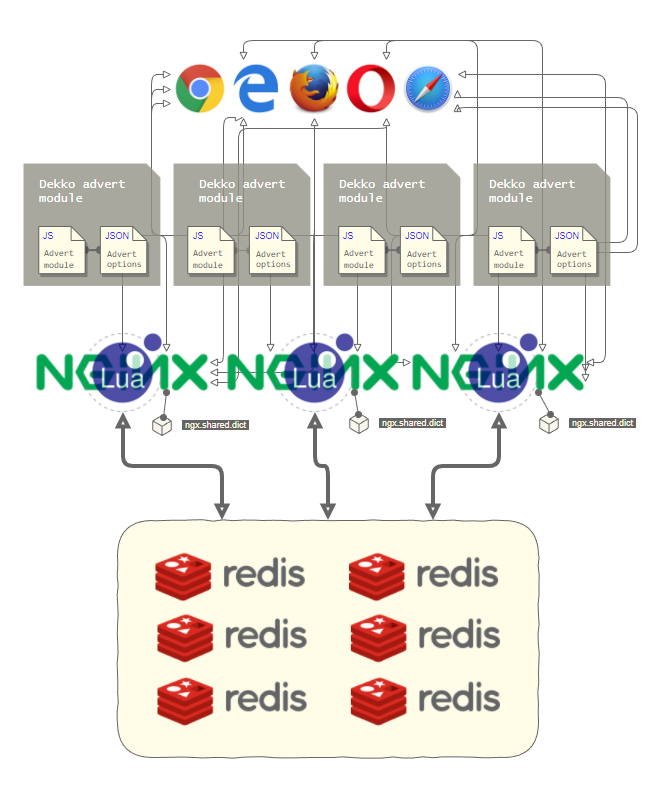 Dekko advert
module
Dekko advert
module
Dekko advert
module
Dekko advert
module
JS
Advert
module
JSON
Advert
options
JS
Advert
module
JSON
Advert
options
JS
Advert
module
JSON
Advert
options
JS
Advert
module
JSON
Advert
options
NGINX
Lua
NGINX
Lua
NGINX
Lua
ngx.shared.dict
ngx.shared.dict
ngx.shared.dict
redis
redis
redis
redis
redis
redis